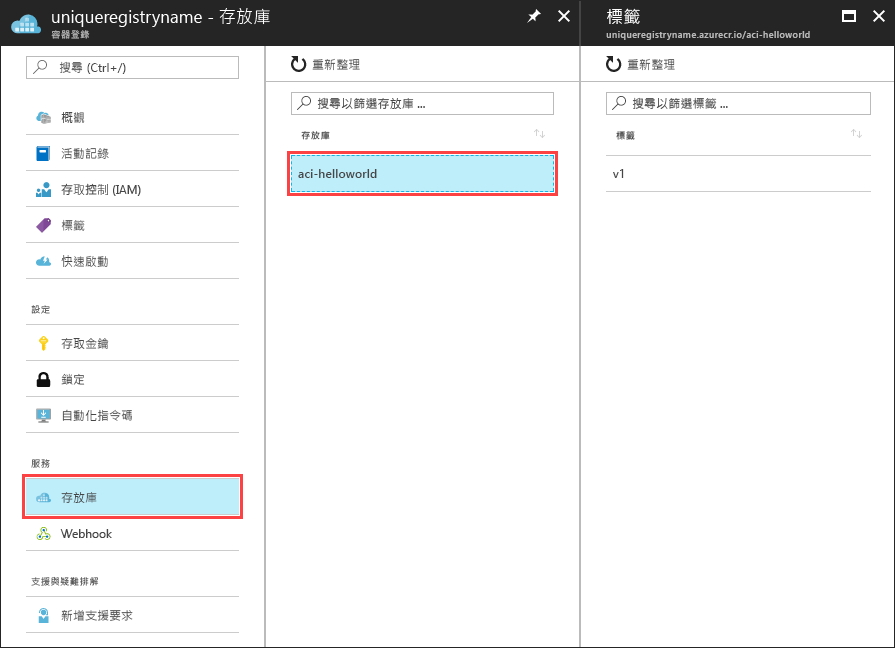 uniqueregistryname - 存放庫
容器登錄
搜尋 (Ctrl+/)
概觀
活動記錄
存取控制 (IAM)
標籤
快速啟動
設定
存取金鑰
鎖定
自動化指令碼
服務
存放庫
Webhook
支援與疑難排解
新增支援要求
重新整理
搜尋以篩選存放庫 ...
存放庫
aci-helloworld
標籤
uniqueregistryname.azurecr.io/aci-helloworld
重新整理
搜尋以篩選標籤 ...
標籤
v1